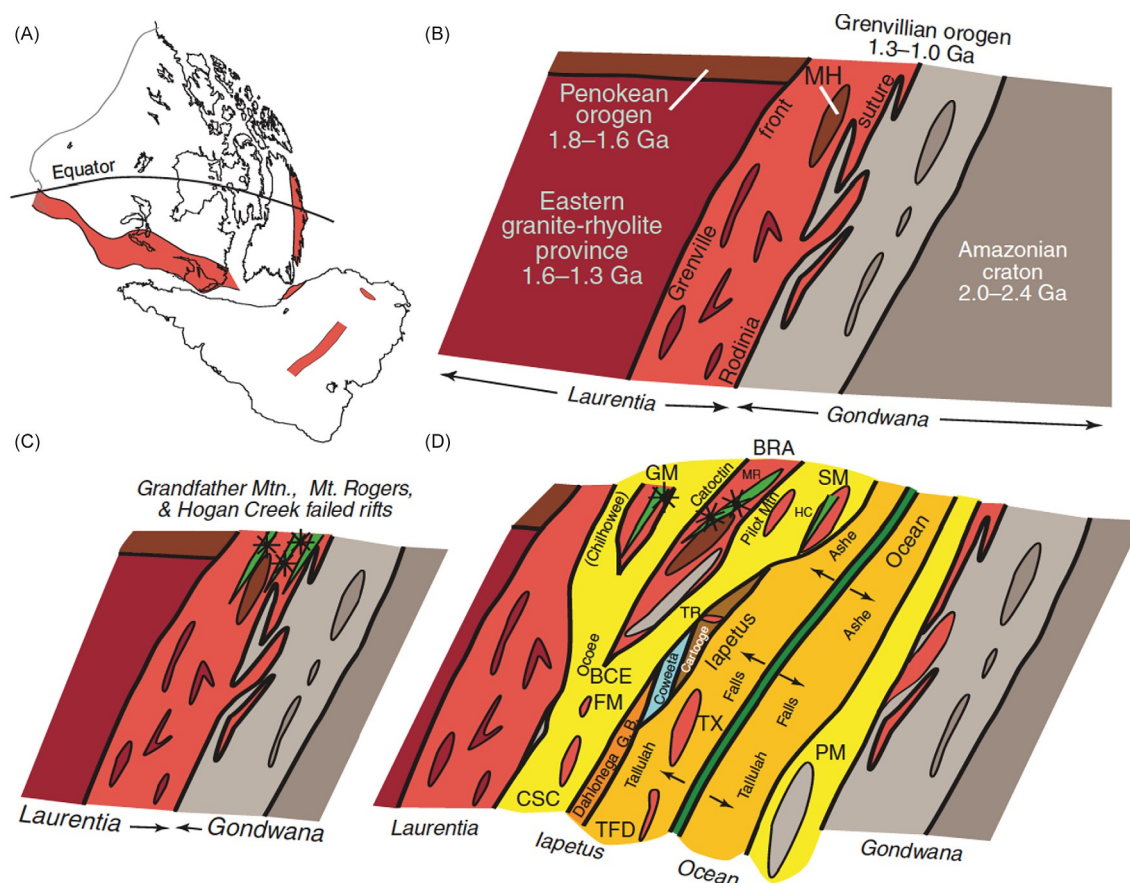 (A)
Equator
(B)
Grenvillian orogen
1.3–1.0 Ga
Penokean
orogen
1.8–1.6 Ga
MH
front
suture
Eastern
granite-rhyolite
province
1.6–1.3 Ga
Grenville
Rodinia
Amazonian
craton
2.0–2.4 Ga
Laurentia
Gondwana
(C)
Grandfather Mtn., Mt. Rogers,
& Hogan Creek failed rifts
Laurentia
Gondwana
(D)
BRA
GM
Catoctin
MR
SM
(Chilhowee)
Pilot Mtn
HC
Ashe
Ocean
Ashe
TR
Iapetus
Ocoee
BCE
Cartooge
Coweeta
FM
Falls
TX
Falls
Dahlonega G. B.
Tallulah
Tallulah
PM
CSC
TFD
Laurentia
Iapetus
Ocean
Gondwana